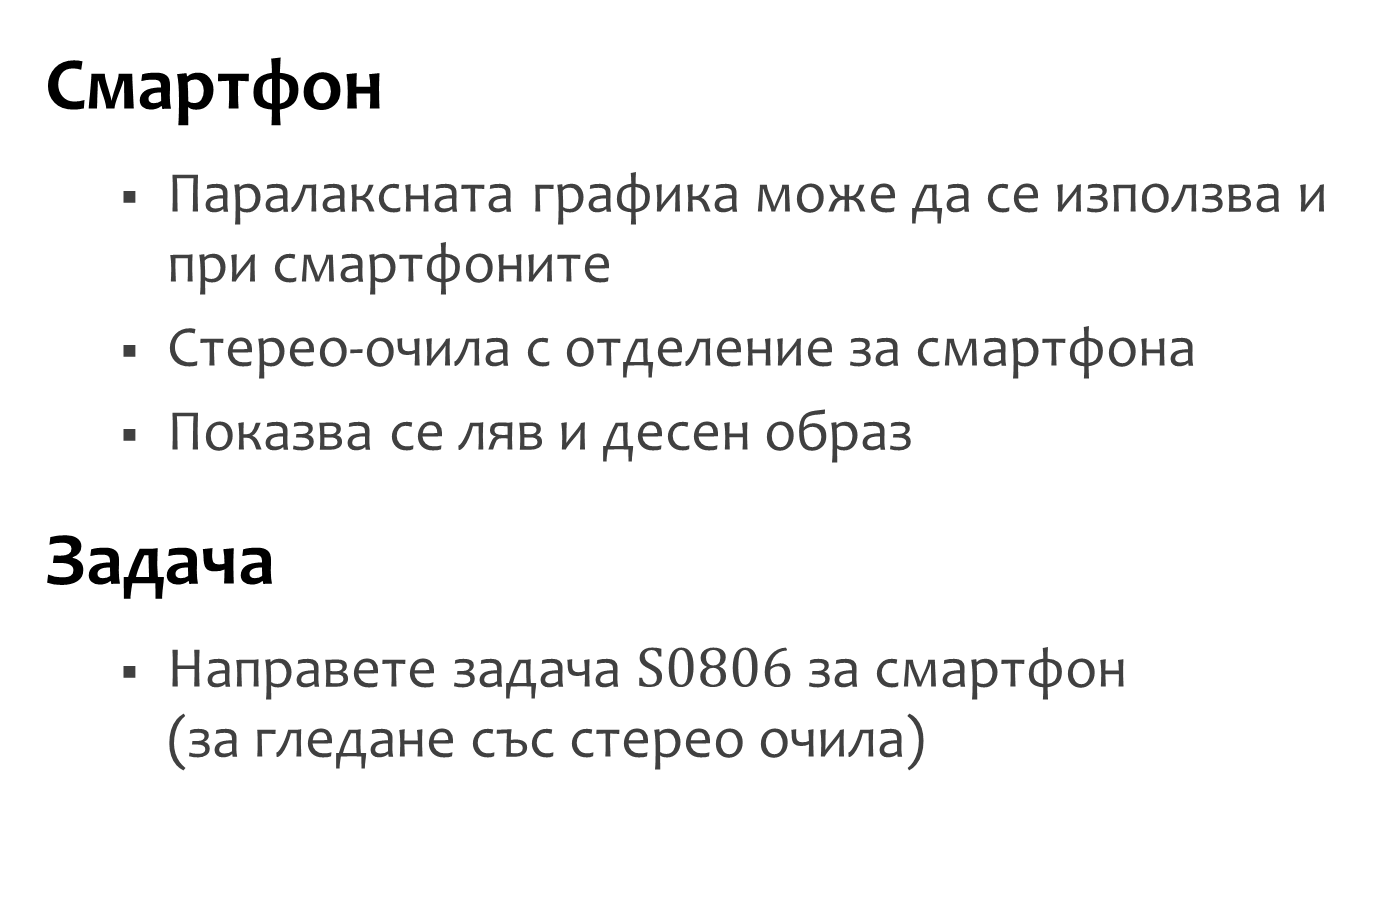 Смартфон
▪ Паралаксната графика може да се използва и
при смартфоните
▪ Стерео-очила с отделение за смартфона
▪ Показва се ляв и десен образ
Задача
▪ Направете задача S0806 за смартфон
(за гледане със стерео очила)